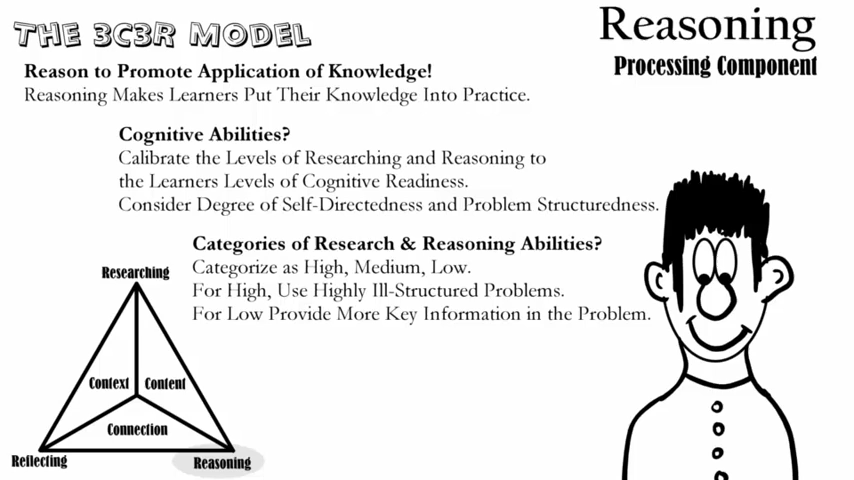 THE 3C3R MODEL
Reasoning
Processing Component
Reason to Promote Application of Knowledge!
Reasoning Makes Learners Put Their Knowledge Into Practice.
Cognitive Abilities?
Calibrate the Levels of Researching and Reasoning to
the Learners Levels of Cognitive Readiness.
Consider Degree of Self-Directedness and Problem Structuredness.
Categories of Research & Reasoning Abilities?
Categorize as High, Medium, Low.
For High, Use Highly Ill-Structured Problems.
For Low Provide More Key Information in the Problem.
Researching
Context
Content
Connection
Reflecting
Reasoning